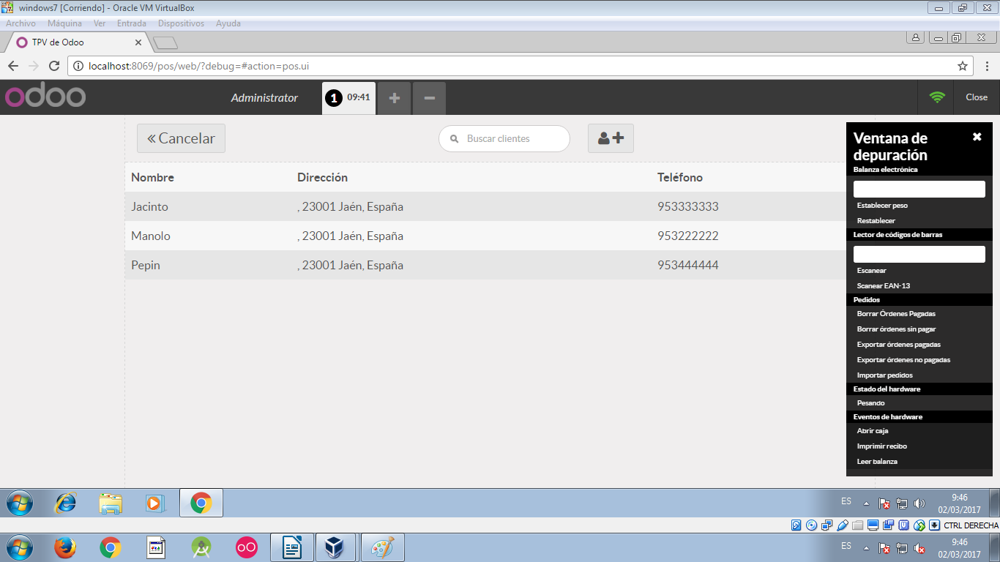 windows7 [Corriendo] - Oracle VM VirtualBox
Archivo Máquina Ver Entrada Dispositivos Ayuda
TPV de Odoo
localhost:8069/pos/web/?debug=#action=pos.ui
odoo Administrator 1 09:41 Close
Cancelar Buscar clientes
Nombre Dirección Teléfono
Jacinto , 23001 Jaén, España 953333333
Manolo , 23001 Jaén, España 953222222
Pepin , 23001 Jaén, España 953444444
Ventana de
depuración
Balanza electrónica
Establecer peso
Restablecer
Lector de códigos de barras
Escanear
Scanear EAN-13
Pedidos
Borrar Órdenes Pagadas
Borrar órdenes sin pagar
Exportar órdenes pagadas
Exportar órdenes no pagadas
Importar pedidos
Estado del hardware
Pesando
Eventos de hardware
Abrir caja
Imprimir recibo
Leer balanza
ES 9:46
02/03/2017
CTRL DERECHA
ES 9:46
02/03/2017